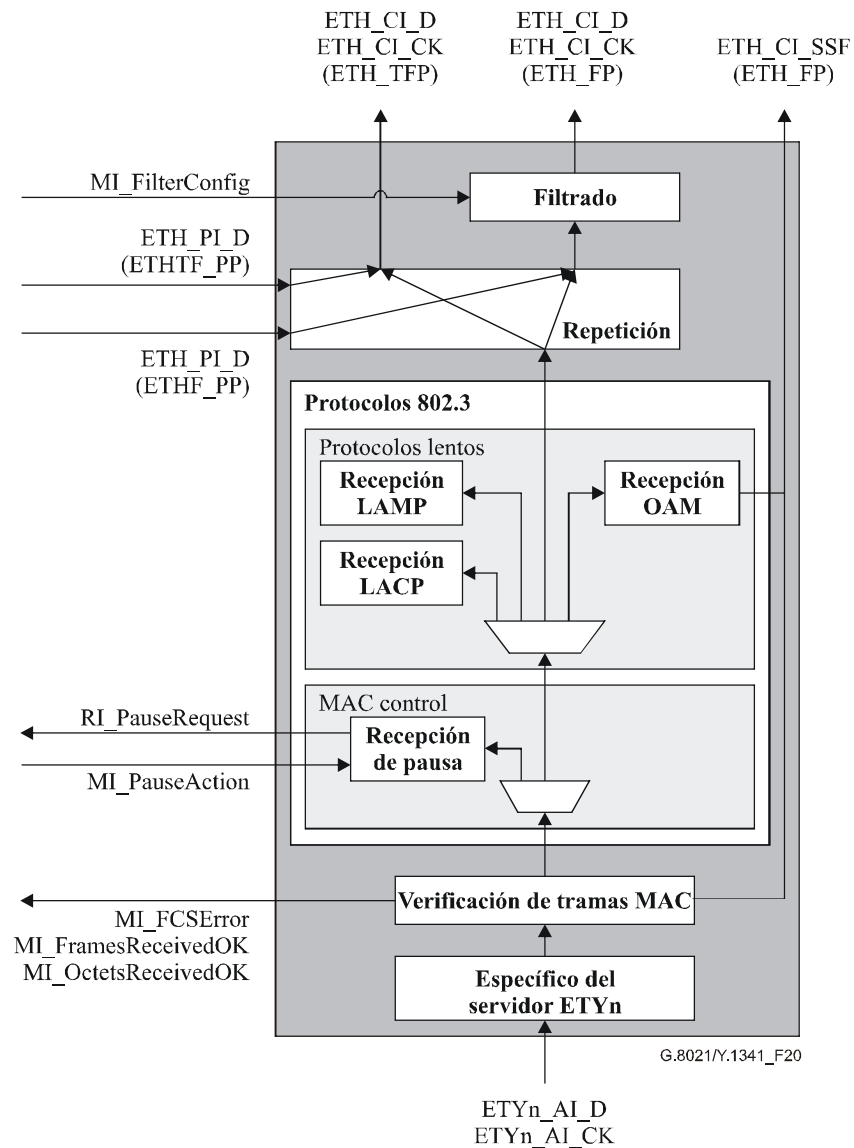 ETH_CI_D
ETH_CI_CK
(ETH_TFP)
ETH_CI_D
ETH_CI_CK
(ETH_FP)
ETH_CI_SSF
(ETH_FP)
MI_FilterConfig
Filtrado
ETH_PI_D
(ETHTF_PP)
Repetición
ETH_PI_D
(ETHF_PP)
Protocolos 802.3
Protocolos lentos
Recepción
LAMP
Recepción
OAM
Recepción
LACP
MAC control
RI_PauseRequest
Recepción
de pausa
MI_PauseAction
Verificación de tramas MAC
MI_FCSError
MI_FramesReceivedOK
MI_OctetsReceivedOK
Específico del
servidor ETYn
G.8021/Y.1341_F20
ETYn_AI_D
ETYn_AI_CK